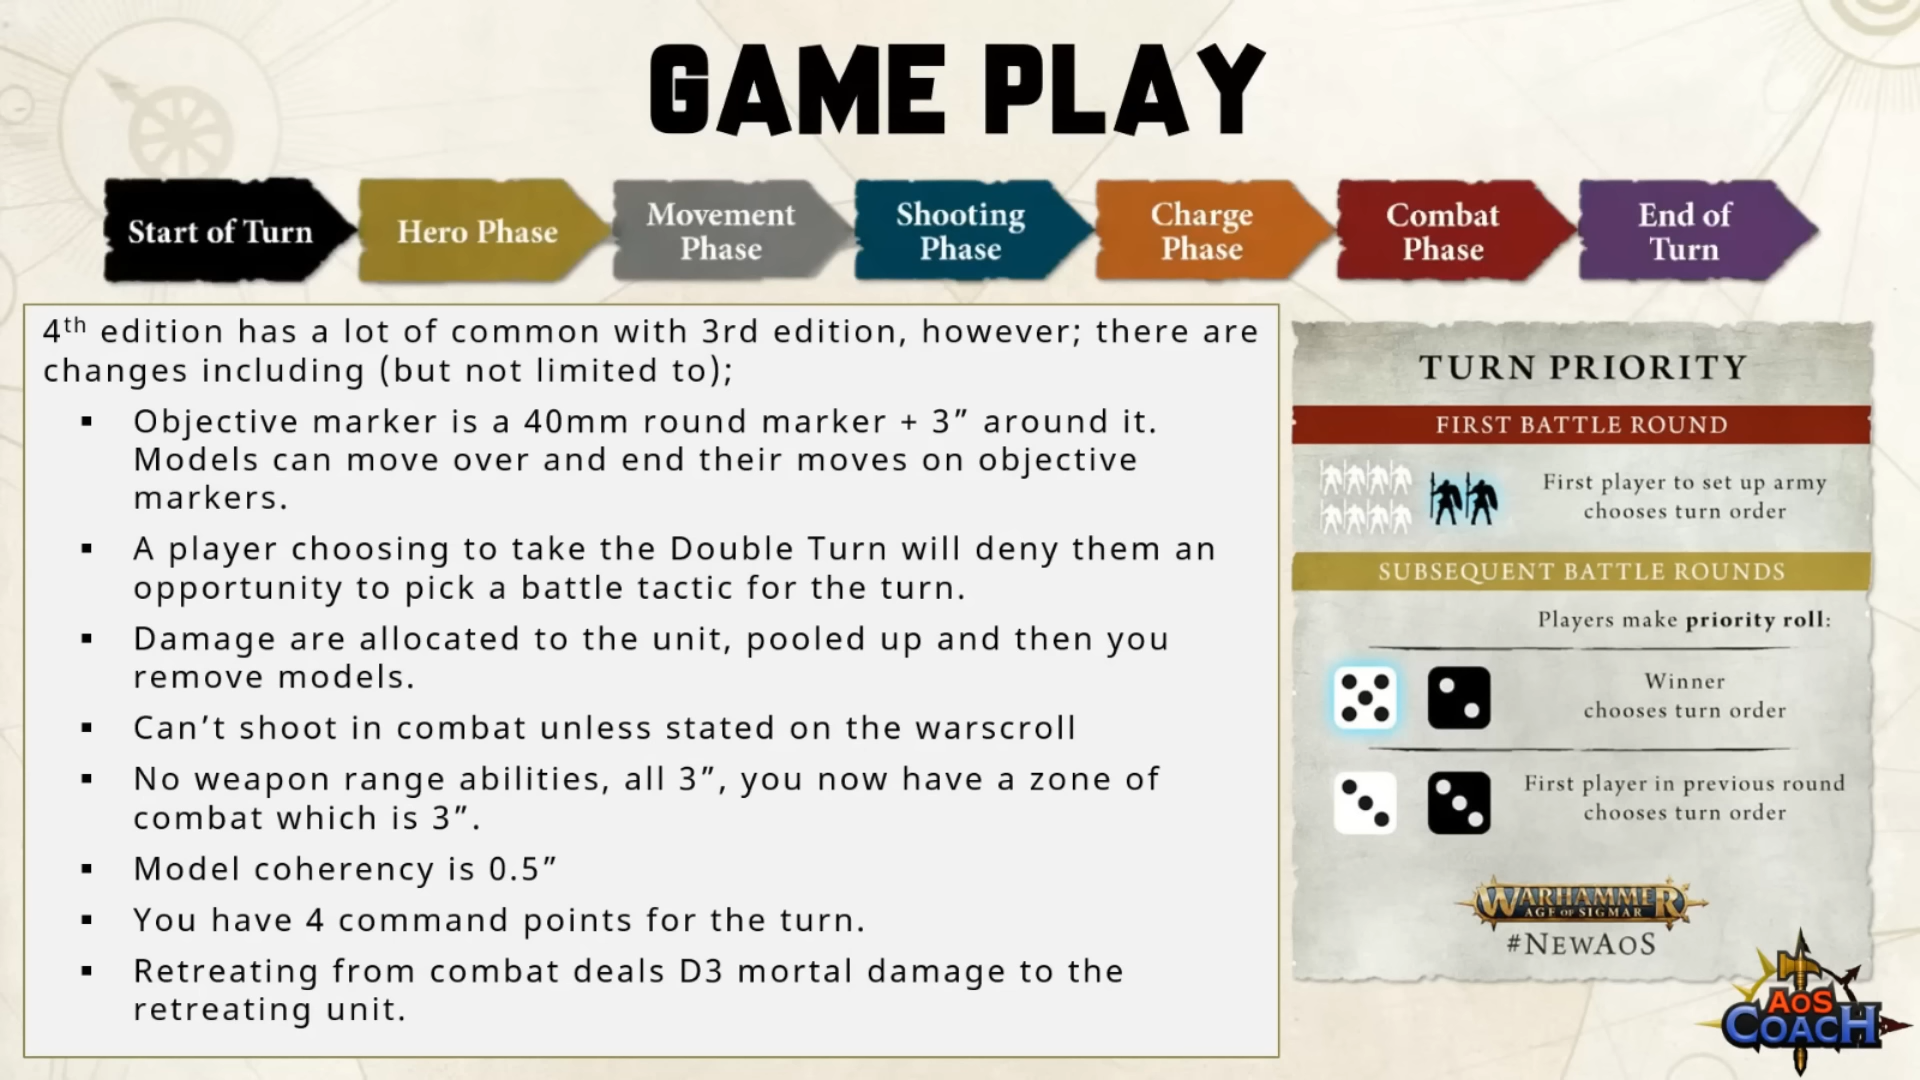 GAME PLAY
Start of Turn
Hero Phase
Movement
Phase
Shooting
Phase
Charge
Phase
Combat
Phase
End of
Turn
4th edition has a lot of common with 3rd edition, however; there are
changes including (but not limited to);
▪ Objective marker is a 40mm round marker + 3” around it.
Models can move over and end their moves on objective
markers.
▪ A player choosing to take the Double Turn will deny them an
opportunity to pick a battle tactic for the turn.
▪ Damage are allocated to the unit, pooled up and then you
remove models.
▪ Can’t shoot in combat unless stated on the warscroll
▪ No weapon range abilities, all 3”, you now have a zone of
combat which is 3”.
▪ Model coherency is 0.5”
▪ You have 4 command points for the turn.
▪ Retreating from combat deals D3 mortal damage to the
retreating unit.
TURN PRIORITY
FIRST BATTLE ROUND
First player to set up army
chooses turn order
SUBSEQUENT BATTLE ROUNDS
Players make priority roll:
Winner
chooses turn order
First player in previous round
chooses turn order
WARHAMMER
AGE OF SIGMAR
#NEWAOS
AOS
COACH